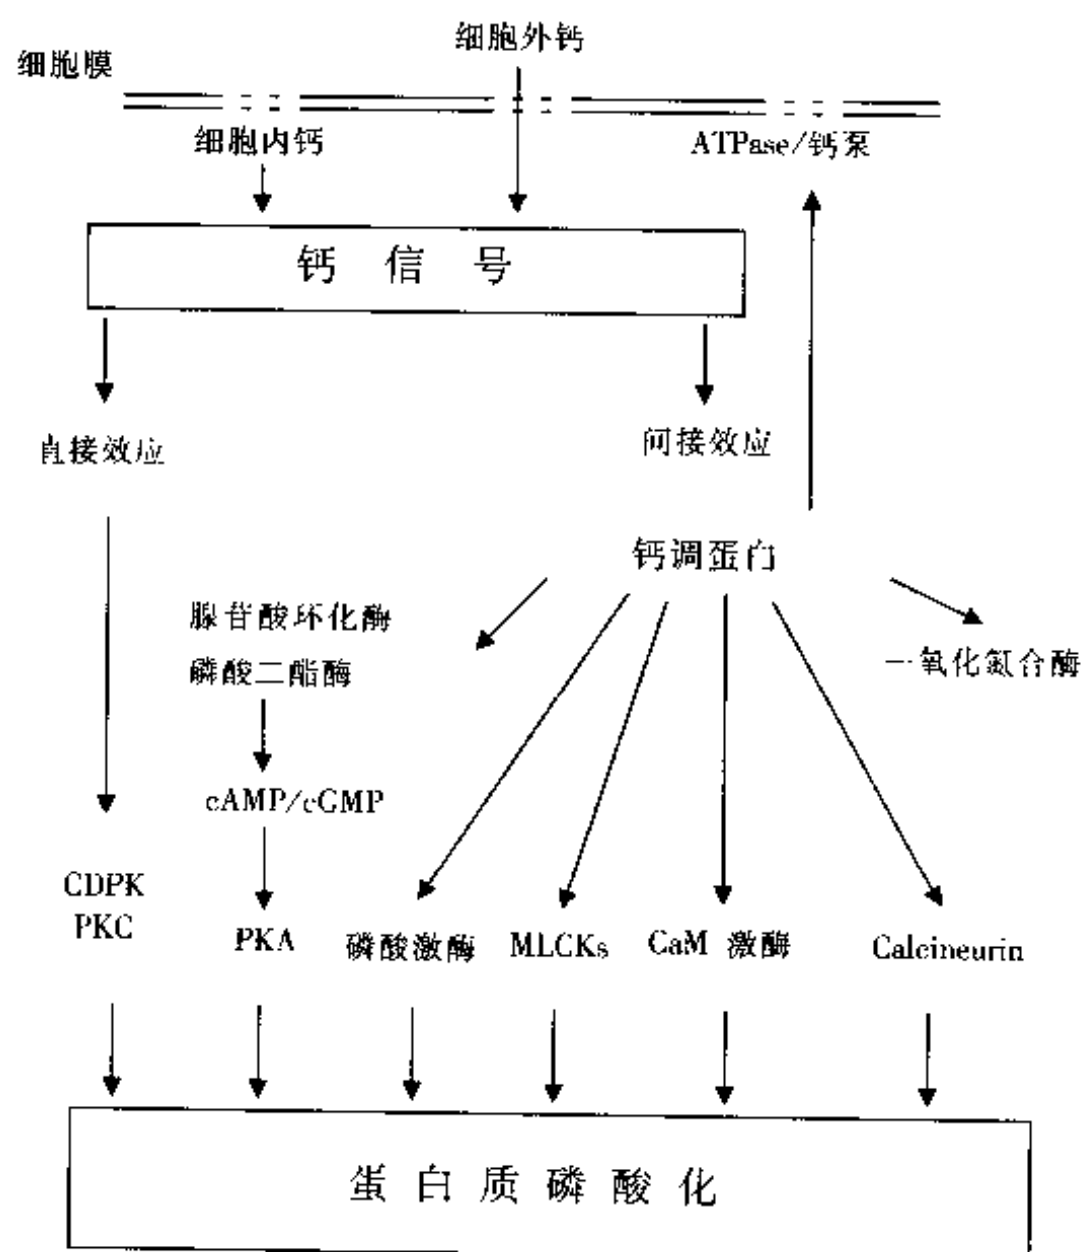 细胞外钙
细胞膜
细胞内钙
ATPase/钙泵
钙信号
直接效应
间接效应
钙调蛋白
腺苷酸环化酶
磷酸二酯酶
一氧化氮合酶
cAMP/cGMP
CDPK
PKC
PKA
磷酸激酶
MLCKs
CaM 激酶
Calcineurin
蛋白质磷酸化